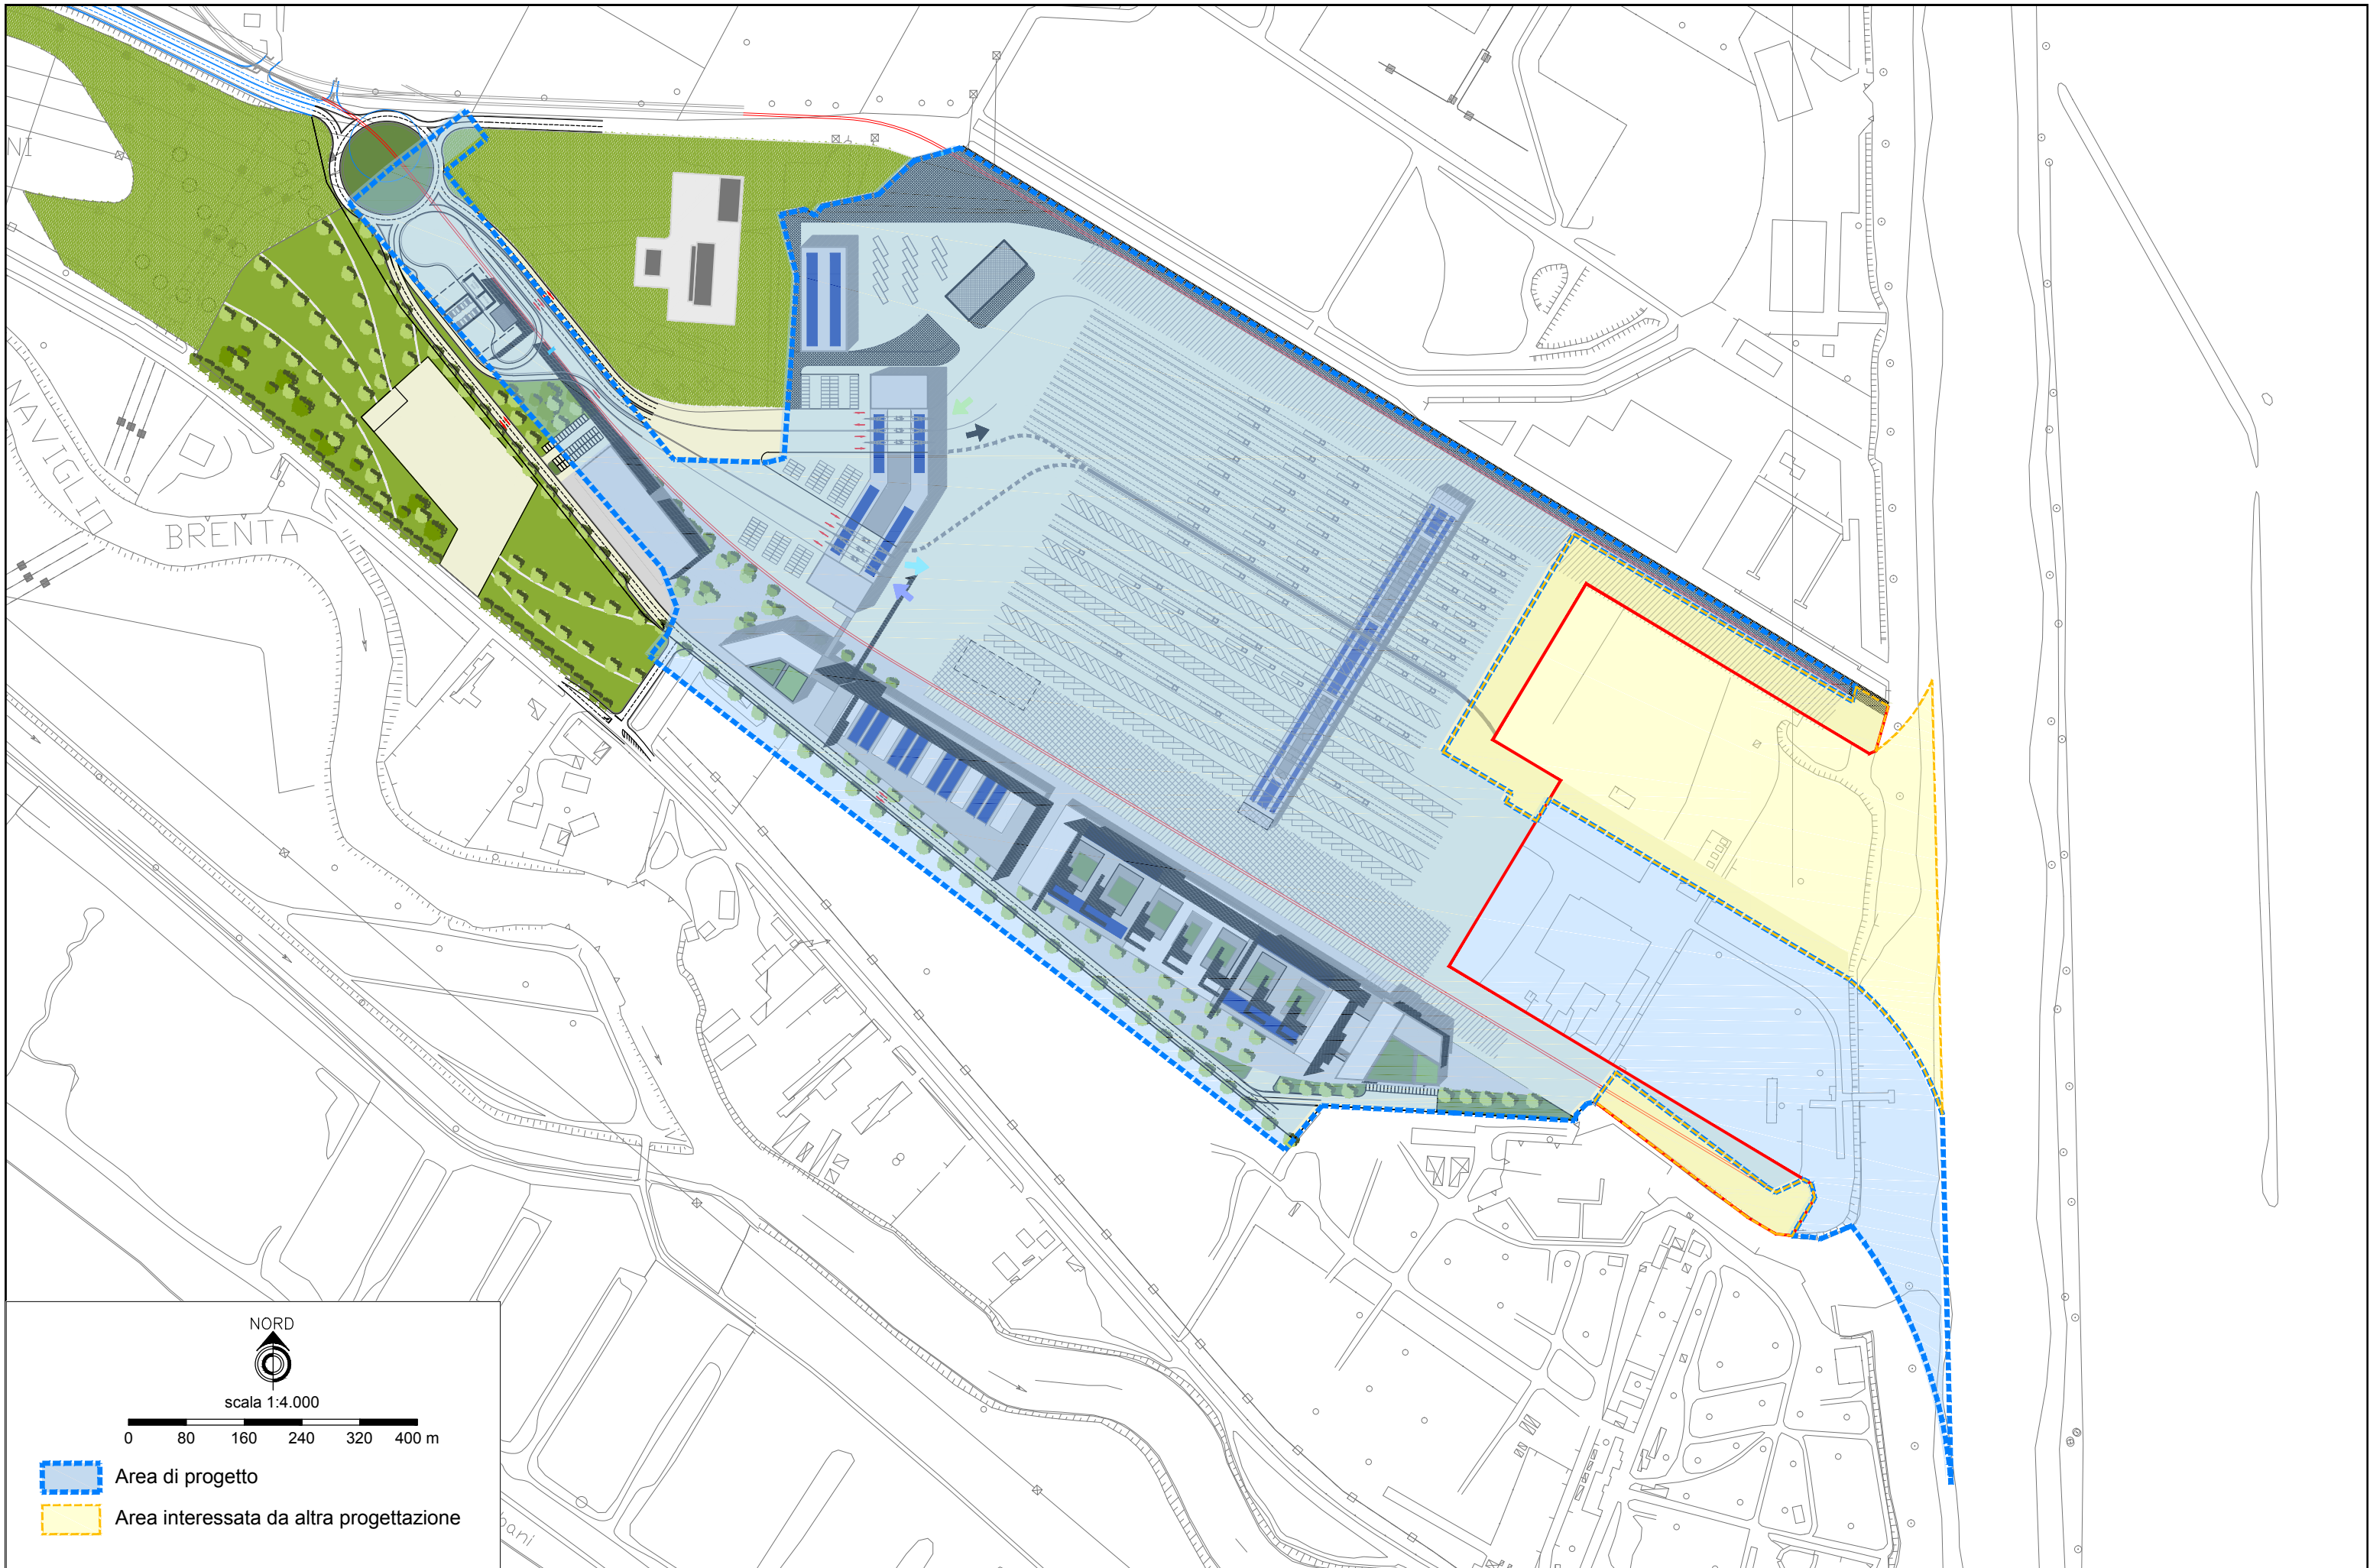 NI
NAVIGLIO
BRENTA
NORD
scala 1:4.000
0 80 160 240 320 400 m
Area di progetto
Area interessata da altra progettazione
bani